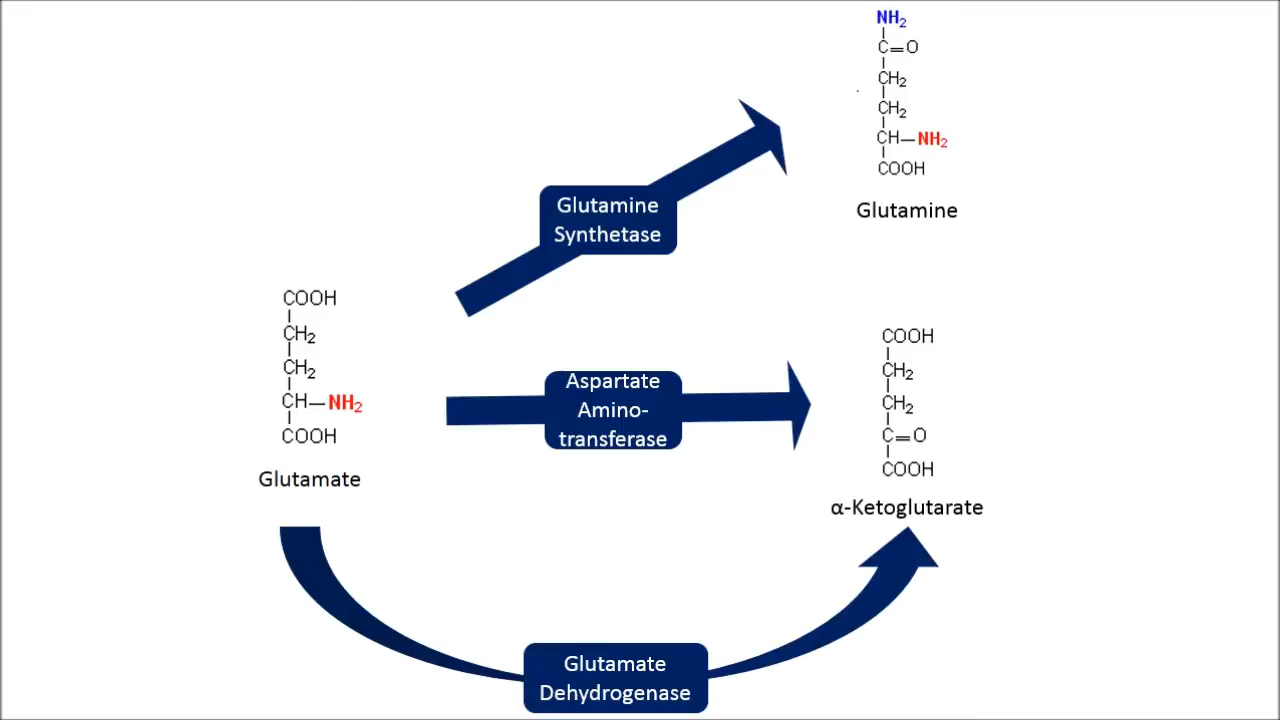 NH₂
C=O
CH₂
CH₂
CH—NH₂
COOH
Glutamine
Glutamine
Synthetase
COOH
CH₂
CH₂
CH—NH₂
COOH
Glutamate
Aspartate
Amino-
transferase
COOH
CH₂
CH₂
C=O
COOH
α-Ketoglutarate
Glutamate
Dehydrogenase